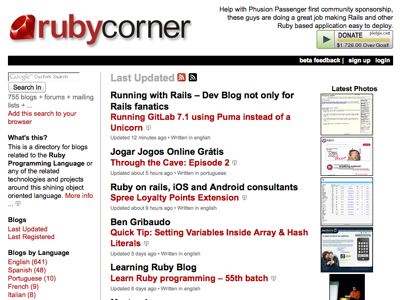 rubycorner
Help with Phusion Passenger first community sponsorship,
these guys are doing a great job making Rails and other
Ruby based application easy to deploy.
pledgie.com
DONATE
$1,726.00 Over Goal!
beta feedback | sign up login
Google Custom Search
Search In
755 blogs + forums + mailing
lists + ...
Add this search to your
browser
What's this?
This is a directory for blogs
related to the Ruby
Programming Language or
any of the related
technologies and projects
around this shining object
oriented language. More info
...
Blogs
Last Updated
Last Registered
Blogs by Language
English (641)
Spanish (48)
Portuguese (10)
French (9)
Italian (8)
Last Updated
Running with Rails – Dev Blog not only for
Rails fanatics
Running GitLab 7.1 using Puma instead of a
Unicorn
Updated 12 minutes ago • Written in english
Jogar Jogos Online Grátis
Through the Cave: Episode 2
Updated about 5 hours ago • Written in portuguese
Ruby on rails, iOS and Android consultants
Spree Loyalty Points Extension
Updated about 8 hours ago • Written in english
Ben Gribaudo
Quick Tip: Setting Variables Inside Array & Hash
Literals
Updated 5 days ago • Written in english
Learning Ruby Blog
Learn Ruby programming – 55th batch
Updated 6 days ago • Written in english
Latest Photos